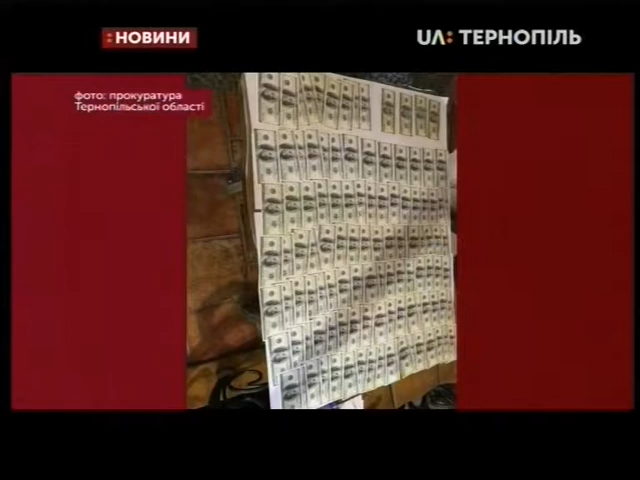 :НОВИНИ
UA: ТЕРНОПІЛЬ
фото: прокуратура
Тернопільської області